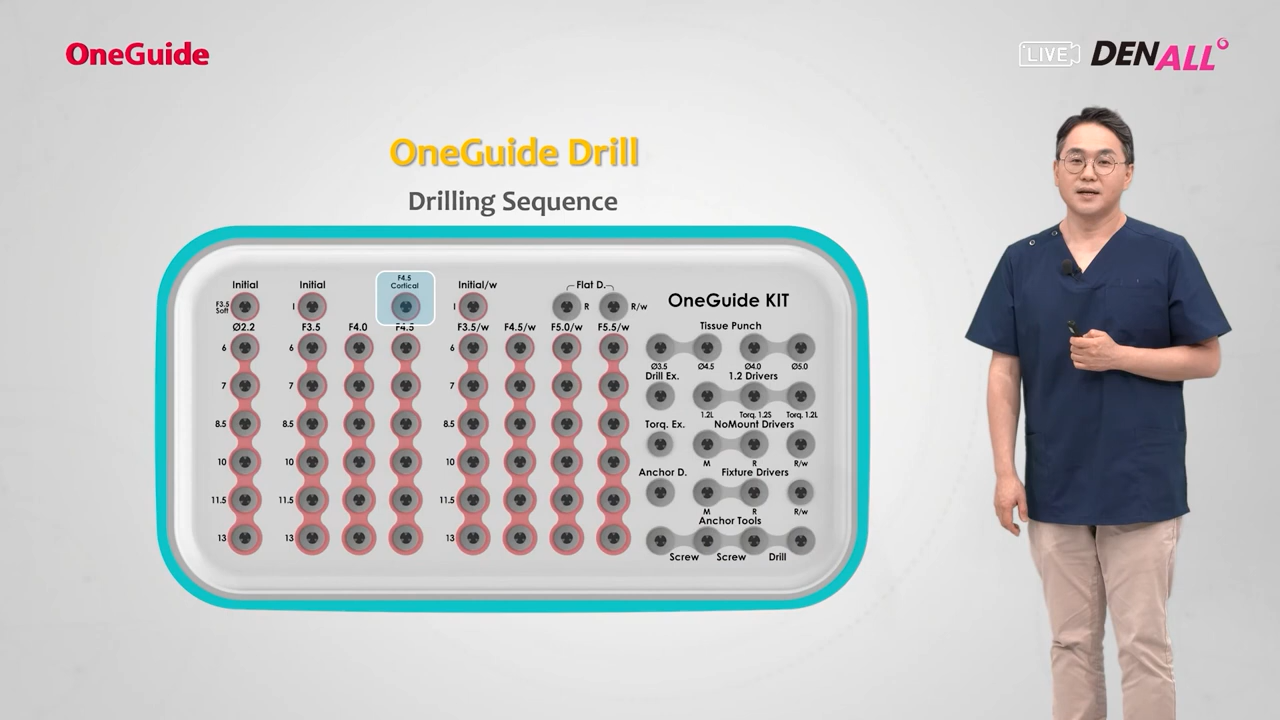 OneGuide
LIVE
DENALL
OneGuide Drill
Drilling Sequence
Initial
Initial
F4.5
Cortical
Initial/w
Flat D.
OneGuide KIT
F3.5
Soft
I
I
R
R/w
Ø2.2
F3.5
F4.0
F4.5
F3.5/w
F4.5/w
F5.0/w
F5.5/w
Tissue Punch
6
6
6
Ø3.5
Ø4.5
Ø4.0
Ø5.0
Drill Ex.
1.2 Drivers
7
7
7
1.2L
Torq. 1.2S
Torq. 1.2L
Torq. Ex.
NoMount Drivers
8.5
8.5
8.5
M
R
R/w
Anchor D.
Fixture Drivers
10
10
10
M
R
R/w
Anchor Tools
11.5
11.5
11.5
13
13
13
Screw
Screw
Drill